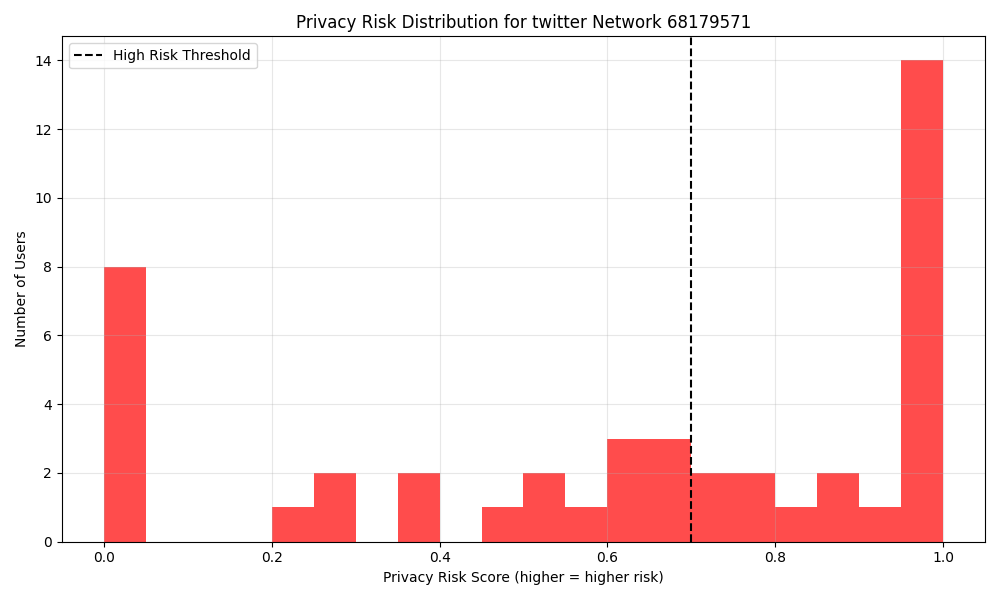 Privacy Risk Distribution for twitter Network 68179571
High Risk Threshold
14
12
10
8
6
4
2
0
Number of Users
0.0 0.2 0.4 0.6 0.8 1.0
Privacy Risk Score (higher = higher risk)